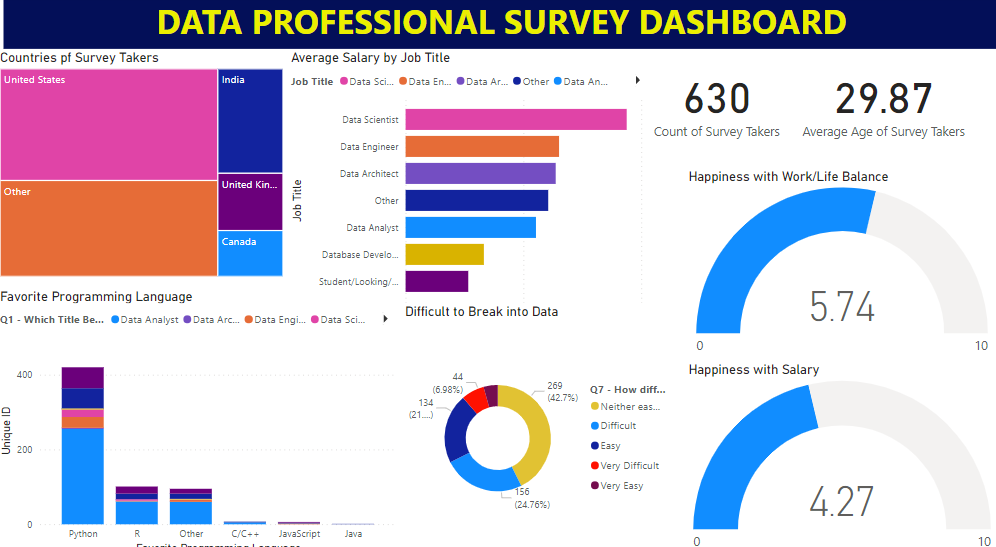 DATA PROFESSIONAL SURVEY DASHBOARD
Countries pf Survey Takers
United States
India
Other
United Kin...
Canada
Average Salary by Job Title
Job Title Data Sci... Data En... Data Ar... Other Data An...
Job Title
Data Scientist
Data Engineer
Data Architect
Other
Data Analyst
Database Develo...
Student/Looking/...
630
Count of Survey Takers
29.87
Average Age of Survey Takers
Happiness with Work/Life Balance
5.74
0
10
Favorite Programming Language
Q1 - Which Title Be... Data Analyst Data Arc... Data Engi... Data Sci...
Unique ID
400
200
0
Python
R
Other
C/C++
JavaScript
Java
Favorite Programming Language
Difficult to Break into Data
44
(6.98%)
134
(21....)
269
(42.7%)
156
(24.76%)
Q7 - How diff...
Neither eas...
Difficult
Easy
Very Difficult
Very Easy
Happiness with Salary
4.27
0
10